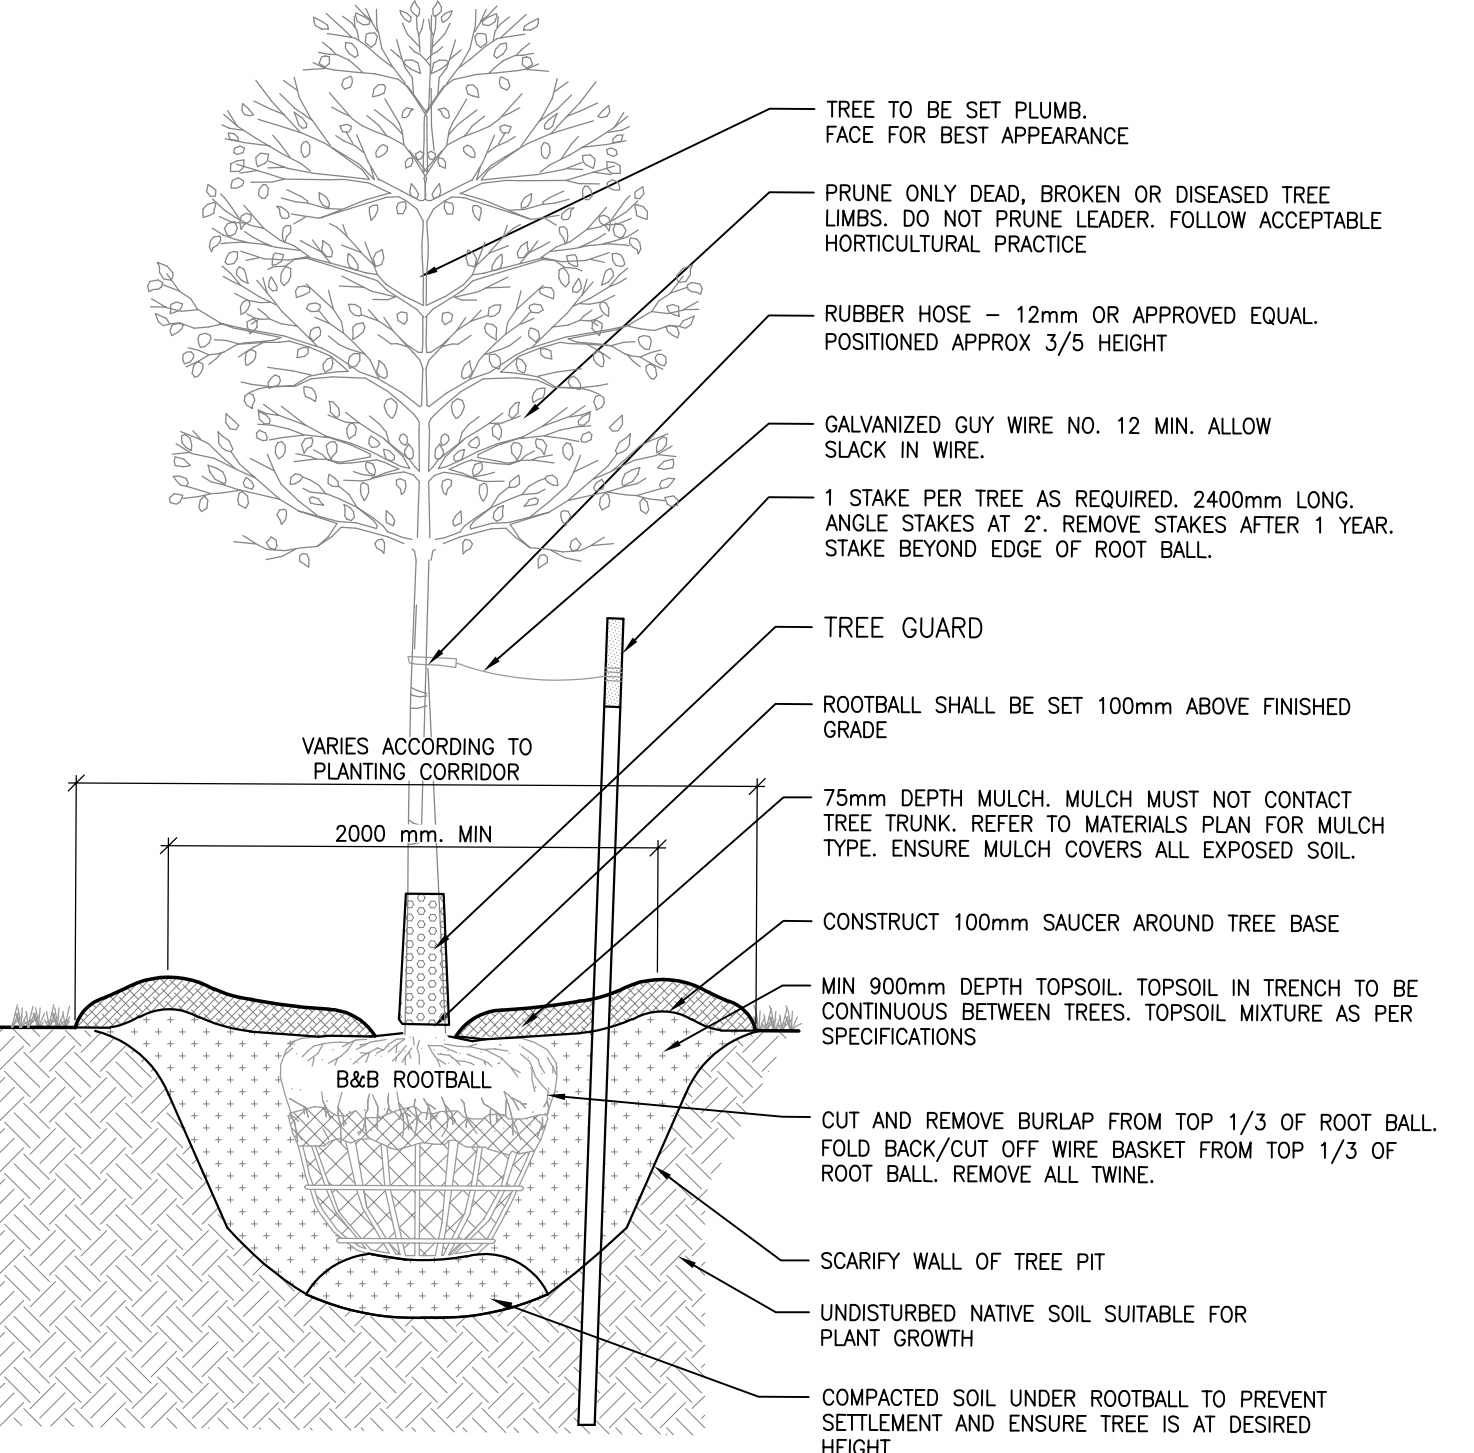 TREE TO BE SET PLUMB.
FACE FOR BEST APPEARANCE
PRUNE ONLY DEAD, BROKEN OR DISEASED TREE
LIMBS. DO NOT PRUNE LEADER. FOLLOW ACCEPTABLE
HORTICULTURAL PRACTICE
RUBBER HOSE – 12mm OR APPROVED EQUAL.
POSITIONED APPROX 3/5 HEIGHT
GALVANIZED GUY WIRE NO. 12 MIN. ALLOW
SLACK IN WIRE.
1 STAKE PER TREE AS REQUIRED. 2400mm LONG.
ANGLE STAKES AT 2°. REMOVE STAKES AFTER 1 YEAR.
STAKE BEYOND EDGE OF ROOT BALL.
TREE GUARD
ROOTBALL SHALL BE SET 100mm ABOVE FINISHED
GRADE
VARIES ACCORDING TO
PLANTING CORRIDOR
75mm DEPTH MULCH. MULCH MUST NOT CONTACT
TREE TRUNK. REFER TO MATERIALS PLAN FOR MULCH
TYPE. ENSURE MULCH COVERS ALL EXPOSED SOIL.
2000 mm. MIN
CONSTRUCT 100mm SAUCER AROUND TREE BASE
MIN 900mm DEPTH TOPSOIL. TOPSOIL IN TRENCH TO BE
CONTINUOUS BETWEEN TREES. TOPSOIL MIXTURE AS PER
SPECIFICATIONS
B&B ROOTBALL
CUT AND REMOVE BURLAP FROM TOP 1/3 OF ROOT BALL.
FOLD BACK/CUT OFF WIRE BASKET FROM TOP 1/3 OF
ROOT BALL. REMOVE ALL TWINE.
SCARIFY WALL OF TREE PIT
UNDISTURBED NATIVE SOIL SUITABLE FOR
PLANT GROWTH
COMPACTED SOIL UNDER ROOTBALL TO PREVENT
SETTLEMENT AND ENSURE TREE IS AT DESIRED
HEIGHT